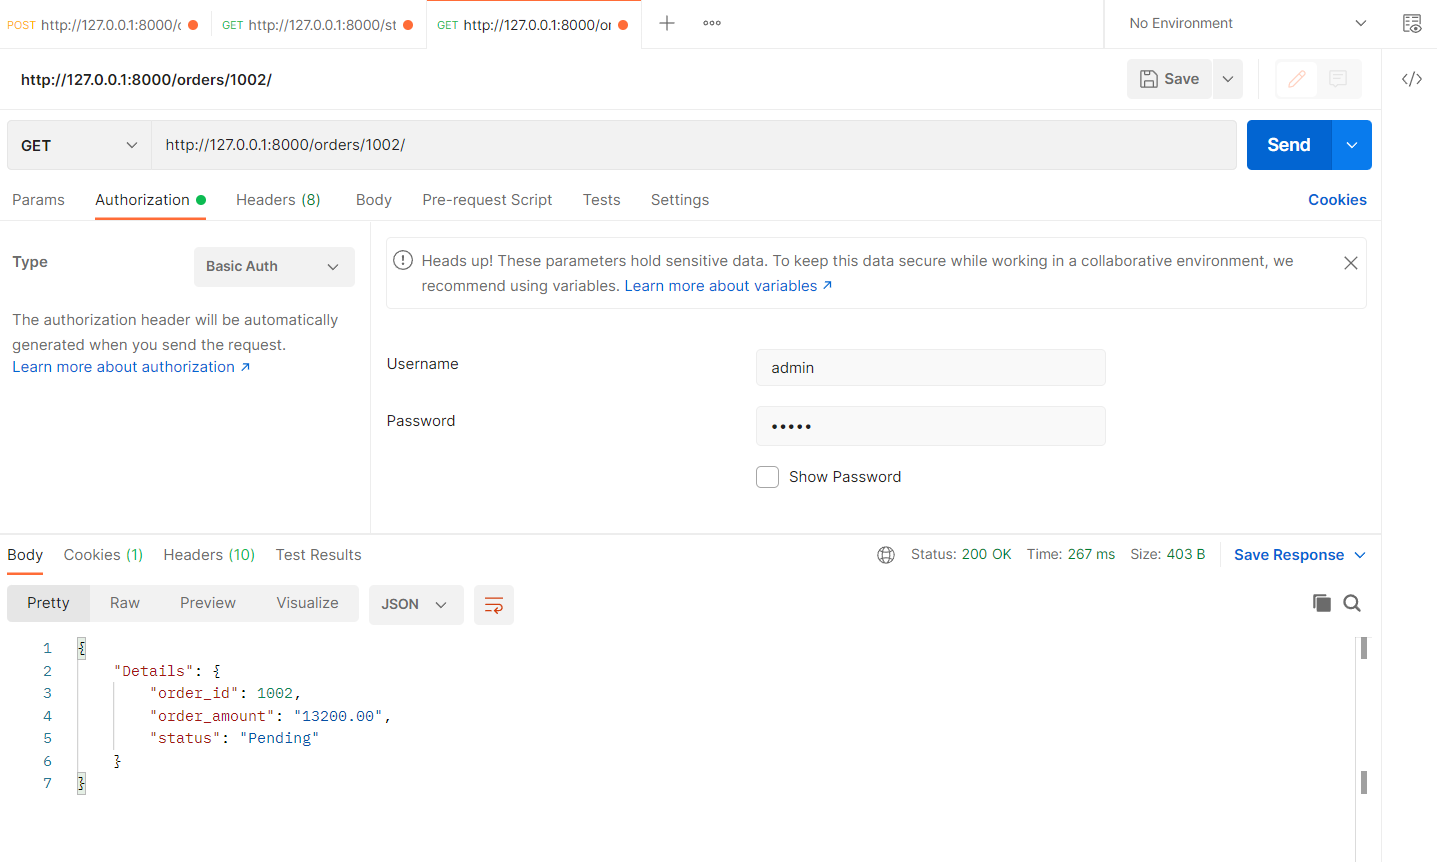 POST http://127.0.0.1:8000/
GET http://127.0.0.1:8000/st
GET http://127.0.0.1:8000/or
No Environment
http://127.0.0.1:8000/orders/1002/
Save
GET
http://127.0.0.1:8000/orders/1002/
Send
Params
Authorization
Headers (8)
Body
Pre-request Script
Tests
Settings
Cookies
Type
Basic Auth
The authorization header will be automatically
generated when you send the request.
Learn more about authorization ↗
Heads up! These parameters hold sensitive data. To keep this data secure while working in a collaborative environment, we
recommend using variables. Learn more about variables ↗
Username
admin
Password
•••••
Show Password
Body
Cookies (1)
Headers (10)
Test Results
Status: 200 OK
Time: 267 ms
Size: 403 B
Save Response
Pretty
Raw
Preview
Visualize
JSON
1 {
2 "Details": {
3 "order_id": 1002,
4 "order_amount": "13200.00",
5 "status": "Pending"
6 }
7 }